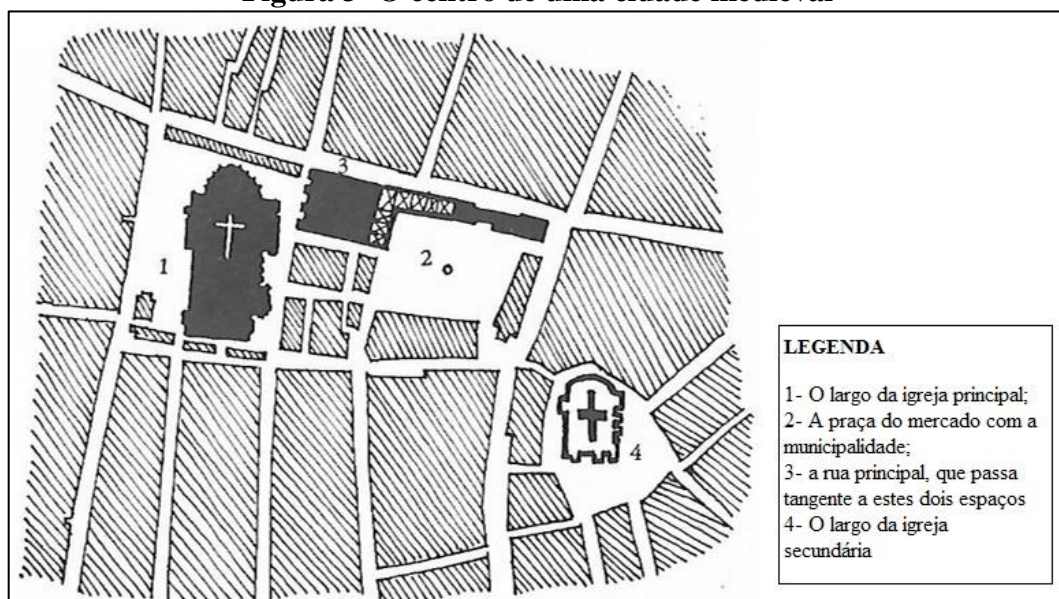 Figura O centro de uma cidade medieval
3
2
1
4
LEGENDA
1- O largo da igreja principal;
2- A praça do mercado com a
municipalidade;
3- a rua principal, que passa
tangente a estes dois espaços
4- O largo da igreja
secundária